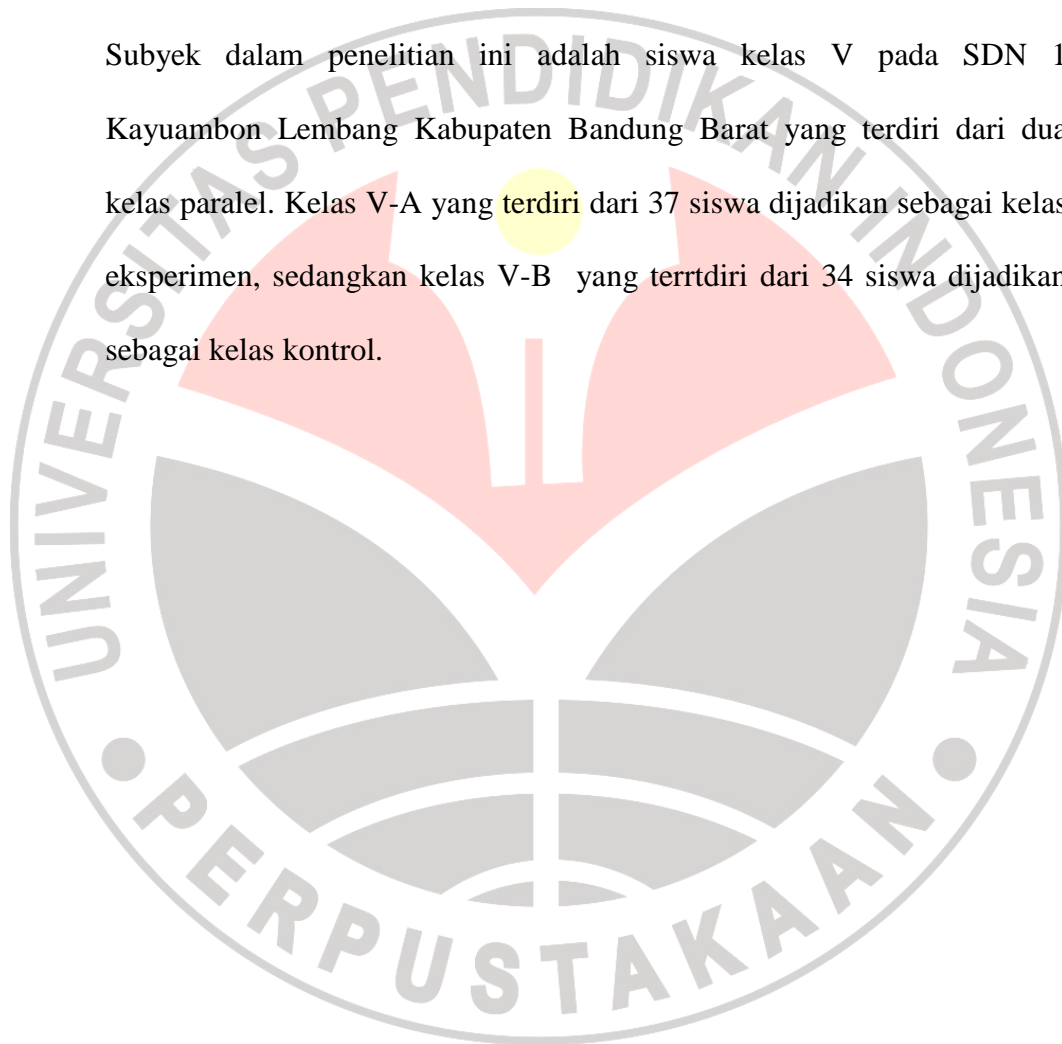 Subyek dalam penelitian ini adalah siswa kelas V pada SDN 1
Kayuambon Lembang Kabupaten Bandung Barat yang terdiri dari dua
kelas paralel. Kelas V-A yang terdiri dari 37 siswa dijadikan sebagai kelas
eksperimen, sedangkan kelas V-B yang terrtdiri dari 34 siswa dijadikan
sebagai kelas kontrol.
UNIVERSITAS PENDIDIKAN INDONESIA
PERPUSTAKAAN